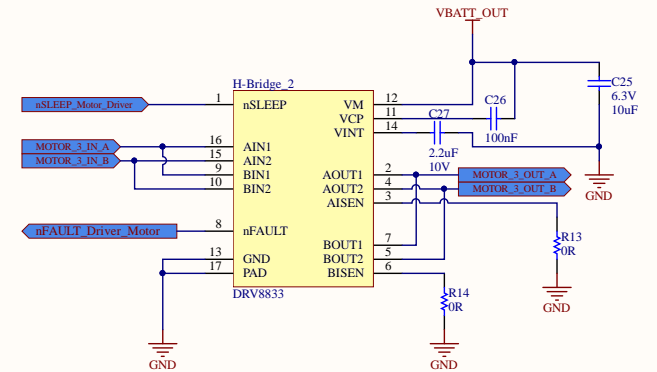 VBATT_OUT
H-Bridge_2
nSLEEP_Motor_Driver 1 nSLEEP VM 12
C25
6.3V
10uF
VCP 11 C26
100nF
VINT 14 C27
2.2uF
10V
MOTOR_3_IN_A 16 AIN1
MOTOR_3_IN_B 15 AIN2
9 BIN1
10 BIN2
AOUT1 2 MOTOR_3_OUT_A
AOUT2 4 MOTOR_3_OUT_B
AISEN 3
GND
nFAULT_Driver_Motor 8 nFAULT
BOUT1 7
R13
0R
13 GND BOUT2 5
17 PAD BISEN 6
DRV8833
R14
0R
GND
GND
GND